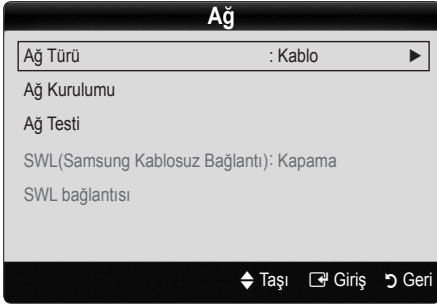 Ağ
Ağ Türü : Kablo ►
Ağ Kurulumu
Ağ Testi
SWL(Samsung Kablosuz Bağlantı): Kapama
SWL bağlantısı
Taşı Giriş Geri